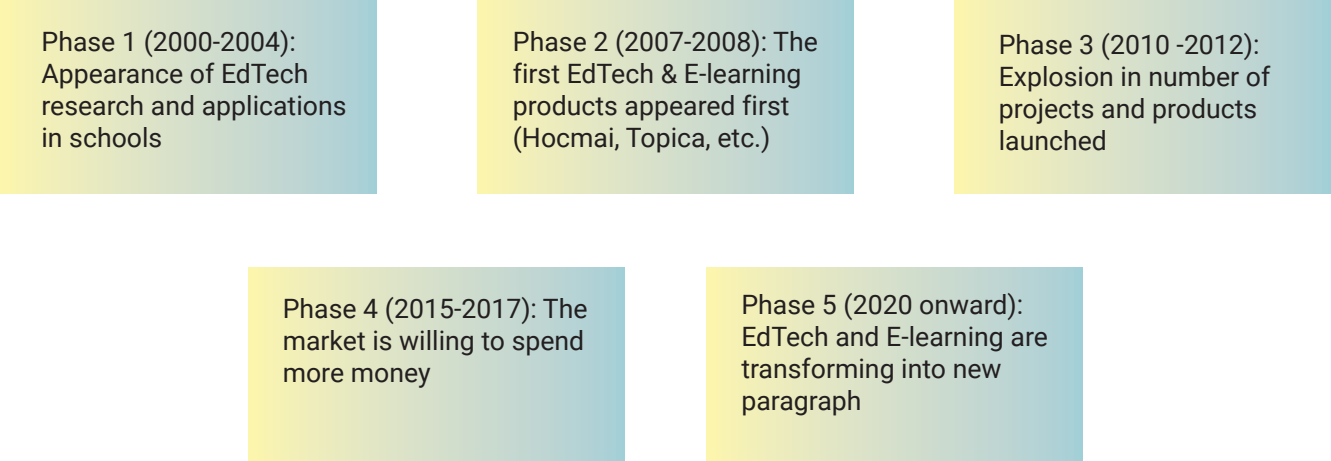 Phase 1 (2000-2004):
Appearance of EdTech
research and applications
in schools
Phase 2 (2007-2008): The
first EdTech & E-learning
products appeared first
(Hocmai, Topica, etc.)
Phase 3 (2010 -2012):
Explosion in number of
projects and products
launched
Phase 4 (2015-2017): The
market is willing to spend
more money
Phase 5 (2020 onward):
EdTech and E-learning are
transforming into new
paragraph